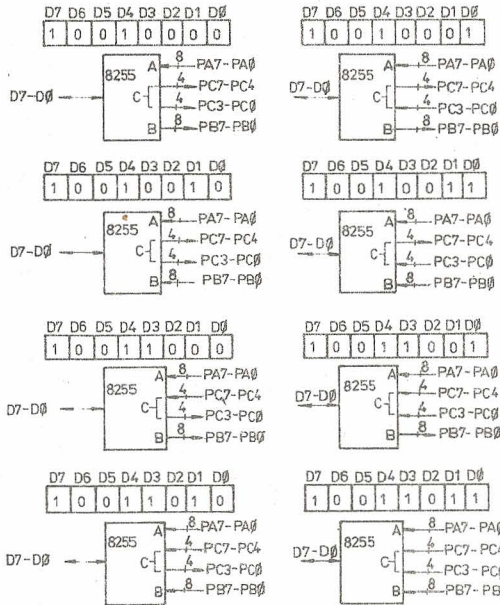 D7 D6 D5 D4 D3 D2 D1 DØ
1 0 0 1 0 0 0 0
8255
A 8 PA7-PAØ
4 PC7-PC4
D7-DØ C
4 PC3-PCØ
B 8 PB7-PBØ
D7 D6 D5 D4 D3 D2 D1 DØ
1 0 0 1 0 0 0 1
8255
A 8 PA7-PAØ
4 PC7-PC4
D7-DØ C
4 PC3-PCØ
B 8 PB7-PBØ
D7 D6 D5 D4 D3 D2 D1 DØ
1 0 0 1 0 0 1 0
8255
A 8 PA7-PAØ
4 PC7-PC4
D7-DØ C
4 PC3-PCØ
B 8 PB7-PBØ
D7 D6 D5 D4 D3 D2 D1 DØ
1 0 0 1 0 0 1 1
8255
A 8 PA7-PAØ
4 PC7-PC4
D7-DØ C
4 PC3-PCØ
B 8 PB7-PBØ
D7 D6 D5 D4 D3 D2 D1 DØ
1 0 0 1 1 0 0 0
8255
A 8 PA7-PAØ
4 PC7-PC4
D7-DØ C
4 PC3-PCØ
B 8 PB7-PBØ
D7 D6 D5 D4 D3 D2 D1 DØ
1 0 0 1 1 0 0 1
8255
A 8 PA7-PAØ
4 PC7-PC4
D7-DØ C
4 PC3-PCØ
B 8 PB7-PBØ
D7 D6 D5 D4 D3 D2 D1 DØ
1 0 0 1 1 0 1 0
8255
A 8 PA7-PAØ
4 PC7-PC4
D7-DØ C
4 PC3-PCØ
B 8 PB7-PBØ
D7 D6 D5 D4 D3 D2 D1 DØ
1 0 0 1 1 0 1 1
8255
A 8 PA7-PAØ
4 PC7-PC4
D7-DØ C
4 PC3-PC
B 8 PB7-PB